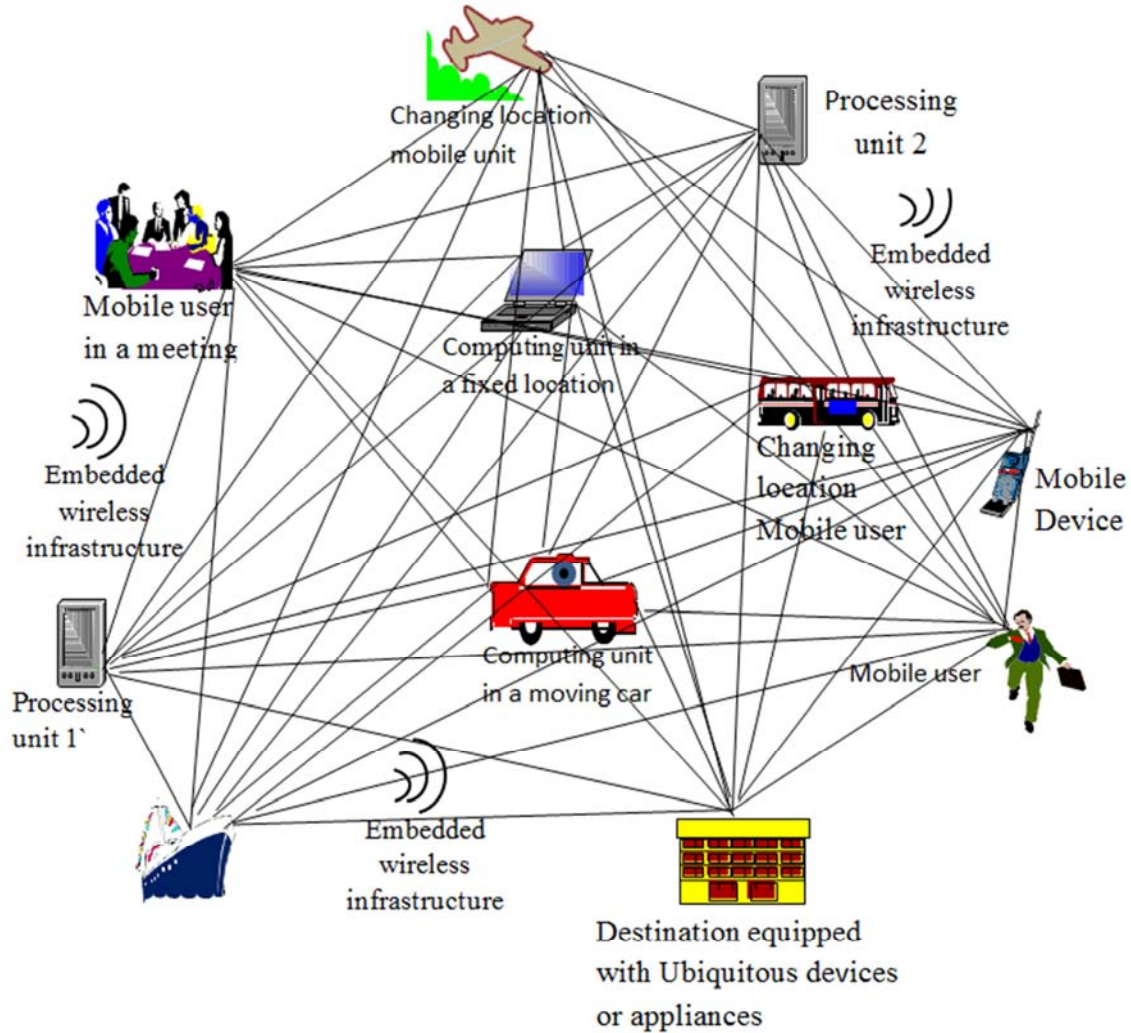 Changing location
mobile unit
Processing
unit 2
Embedded
wireless
infrastructure
Mobile user
in a meeting
Computing unit in
a fixed location
Changing
location
Mobile user
Mobile
Device
Embedded
wireless
infrastructure
Computing unit
in a moving car
Mobile user
Processing
unit 1`
Embedded
wireless
infrastructure
Destination equipped
with Ubiquitous devices
or appliances